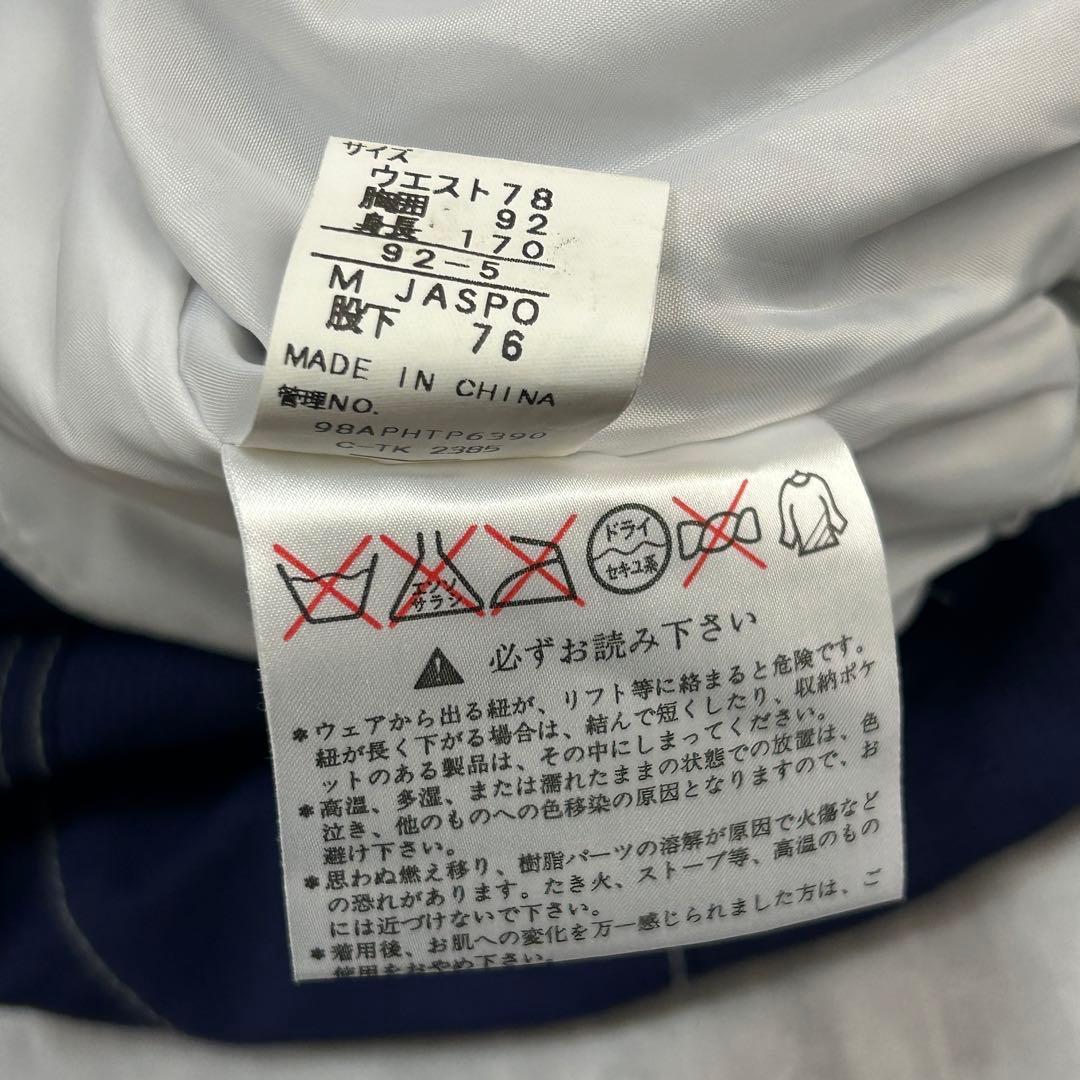 サイズ
ウエスト 78
胸囲 92
身長 170
92-5
M JASPO
股下 76
MADE IN CHINA
管理NO.
98APHTP6390
C-TK 2385
エンソ
サラシ
ドライ
セキユ系
必ずお読み下さい
*ウェアから出る紐が、リフト等に絡まると危険です。
紐が長く下がる場合は、結んで短くしたり、収納ポケ
ットのある製品は、その中にしまってください。
*高温、多湿、または濡れたままの状態での放置は、色
泣き、他のものへの色移染の原因となりますので、お
避け下さい。
*思わぬ燃え移り、樹脂パーツの溶解が原因で火傷など
の恐れがあります。たき火、ストーブ等、高温のもの
には近づけないで下さい。
*着用後、お肌への変化を万一感じられました方は、ご
使用をおやめ下さい。